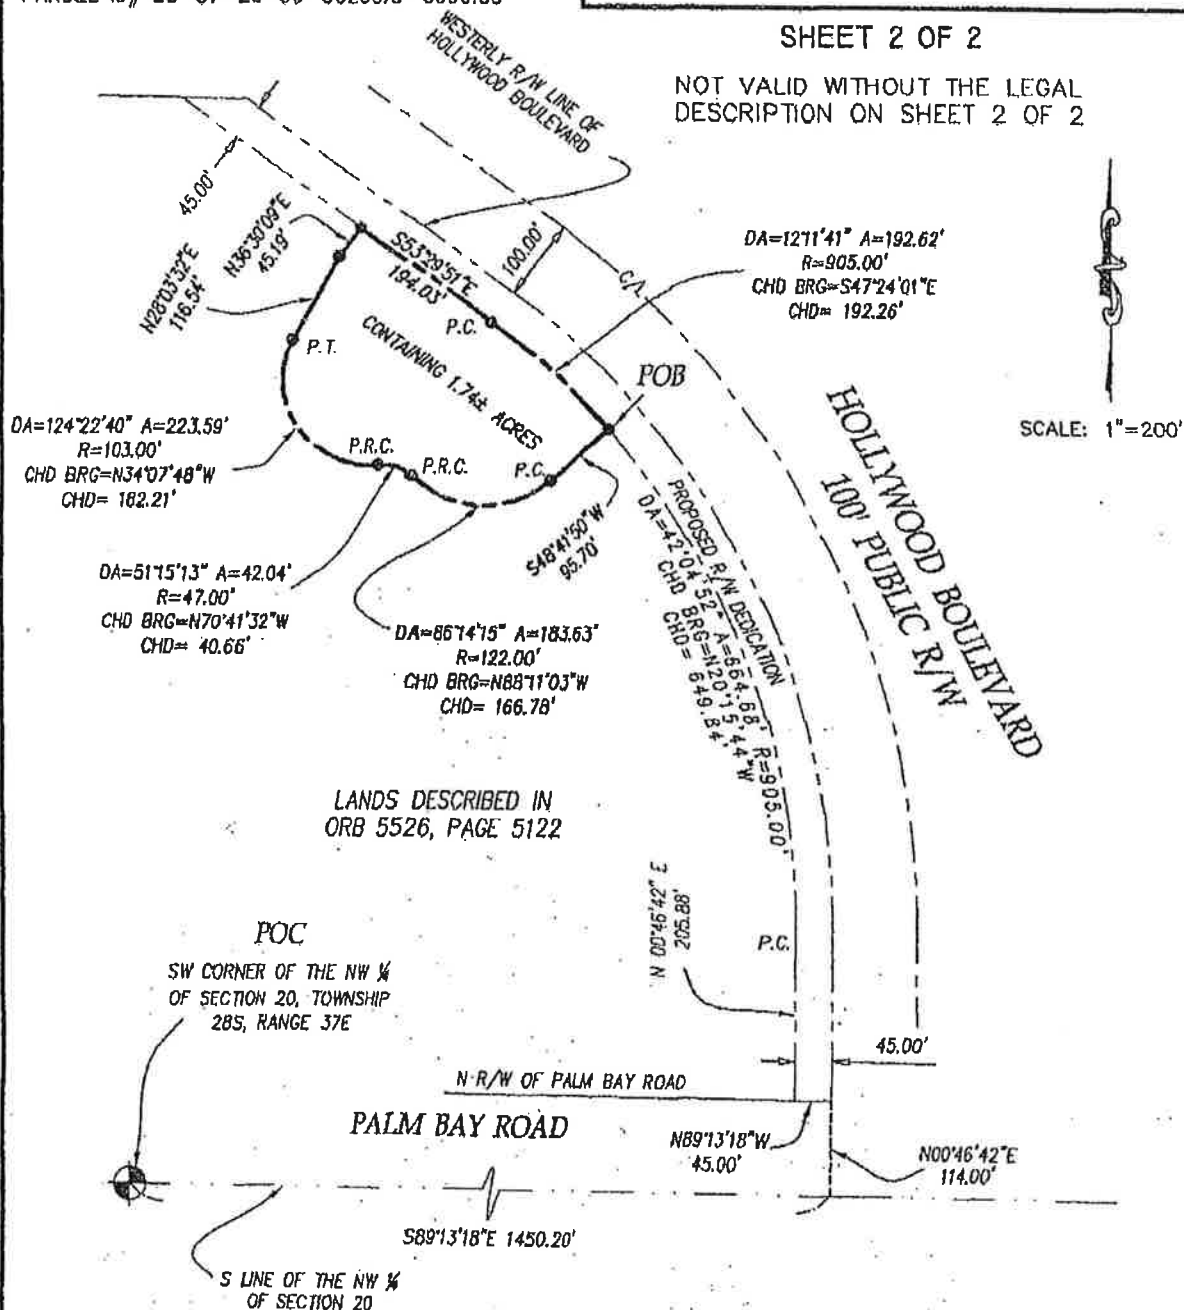 SHEET 2 OF 2
NOT VALID WITHOUT THE LEGAL
DESCRIPTION ON SHEET 2 OF 2
WESTERLY R/W LINE OF
HOLLYWOOD BOULEVARD
45.00'
N36°30'09"E
45.19'
N28°03'32"E
116.54'
S53°29'51"E
194.03'
100.00'
C/L
DA=12°11'41" A=192.62'
R=905.00'
CHD BRG=S47°24'01"E
CHD= 192.26'
P.C.
P.T.
CONTAINING 1.74± ACRES
POB
SCALE: 1"=200'
DA=124°22'40" A=223.59'
R=103.00'
CHD BRG=N34°07'48"W
CHD= 182.21'
P.R.C.
P.R.C.
P.C.
S48°41'50"W
95.70'
HOLLYWOOD BOULEVARD
100' PUBLIC R/W
PROPOSED R/W DEDICATION
DA=42°04'52" A=664.68' R=905.00'
CHD BRG=N20°15'44"W
CHD= 649.84'
DA=51°15'13" A=42.04'
R=47.00'
CHD BRG=N70°41'32"W
CHD= 40.66'
DA=86°14'15" A=183.63'
R=122.00'
CHD BRG=N88°11'03"W
CHD= 166.78'
LANDS DESCRIBED IN
ORB 5526, PAGE 5122
N 00°46'42" E
205.88'
P.C.
POC
SW CORNER OF THE NW ¼
OF SECTION 20, TOWNSHIP
28S, RANGE 37E
45.00'
N R/W OF PALM BAY ROAD
PALM BAY ROAD
N89°13'18"W
45.00'
N00°46'42"E
114.00'
S89°13'18"E 1450.20'
S LINE OF THE NW ¼
OF SECTION 20